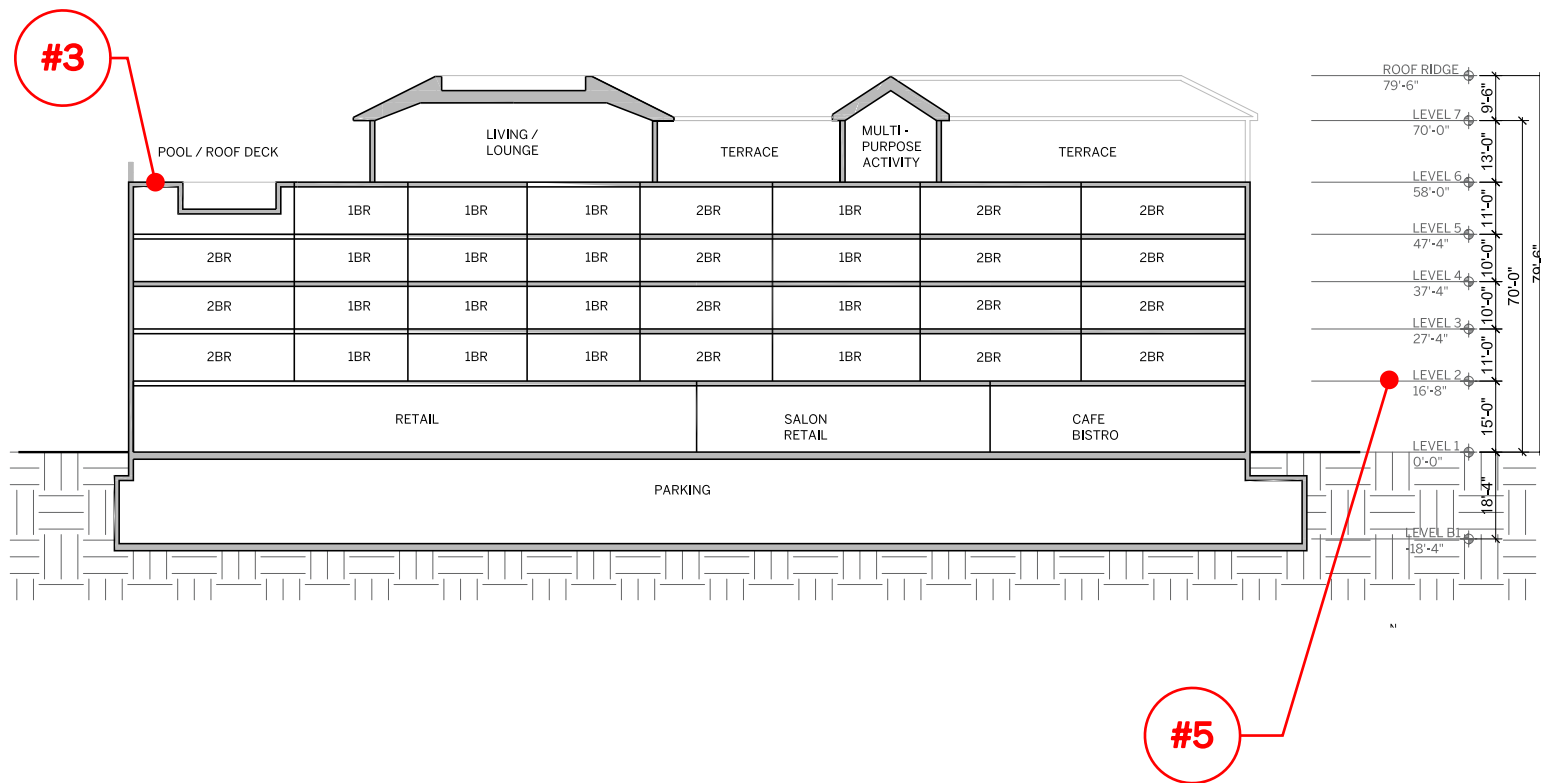 #3
ROOF RIDGE
79'-6"
9'-6"
LEVEL 7
70'-0"
LIVING /
LOUNGE
MULTI -
PURPOSE
ACTIVITY
POOL / ROOF DECK
TERRACE
TERRACE
13'-0"
LEVEL 6
58'-0"
1BR 1BR 1BR 2BR 1BR 2BR 2BR
11'-0"
LEVEL 5
47'-4"
2BR 1BR 1BR 1BR 2BR 1BR 2BR 2BR
10'-0"
70'-0"
79'-6"
LEVEL 4
37'-4"
2BR 1BR 1BR 1BR 2BR 1BR 2BR 2BR
10'-0"
LEVEL 3
27'-4"
2BR 1BR 1BR 1BR 2BR 1BR 2BR 2BR
11'-0"
LEVEL 2
16'-8"
RETAIL
SALON
RETAIL
CAFE
BISTRO
15'-0"
LEVEL 1
0'-0"
PARKING
18'-4"
LEVEL B1
-18'-4"
#5